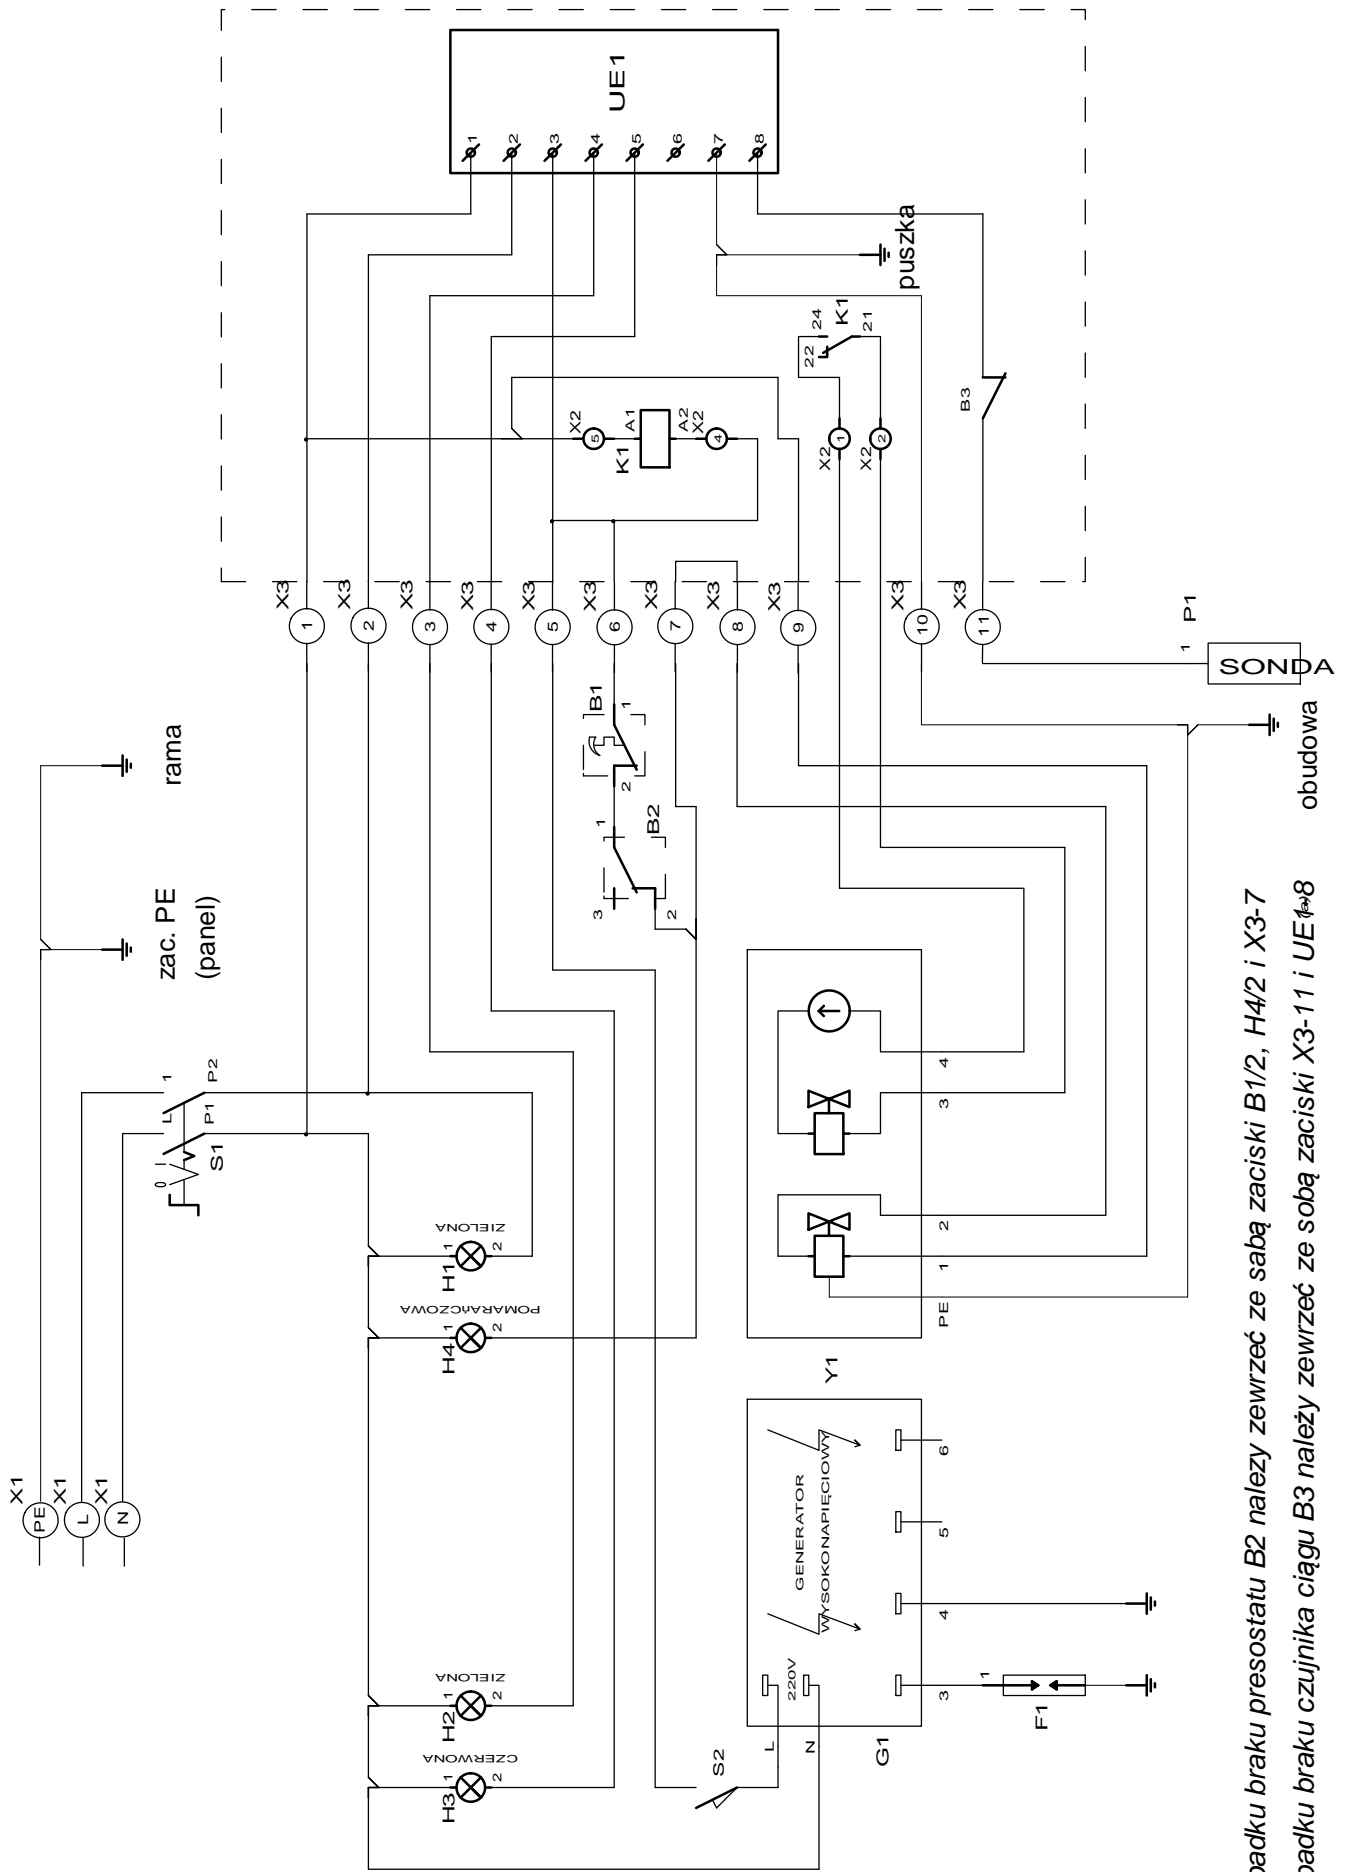 X1
PE
X1
L
X1
N
zac. PE
(panel)
rama
0 I
L
1
P1
P2
S1
ZIELONA
H1
1
2
POMARAŃCZOWA
H4
1
2
ZIELONA
H2
1
2
CZERWONA
H3
1
2
X3
1
X3
2
X3
3
X3
4
X3
5
X3
6
X3
7
X3
8
X3
9
X3
10
X3
11
UE1
1
2
3
4
5
6
7
8
X2
5
K1
A1
A2
X2
4
22
24
K1
21
X2
1
X2
2
puszka
B3
B1
1
2
B2
1
3
2
S2
L
N
220V
GENERATOR
WYSOKONAPIĘCIOWY
3
4
5
6
G1
F1
1
Y1
PE
1
2
3
4
P1
1
SONDA
obudowa
padku braku presostatu B2 nalezy zewrzeć ze sabą zaciski B1/2, H4/2 i X3-7
padku braku czujnika ciągu B3 należy zewrzeć ze sobą zaciski X3-11 i UE1-8